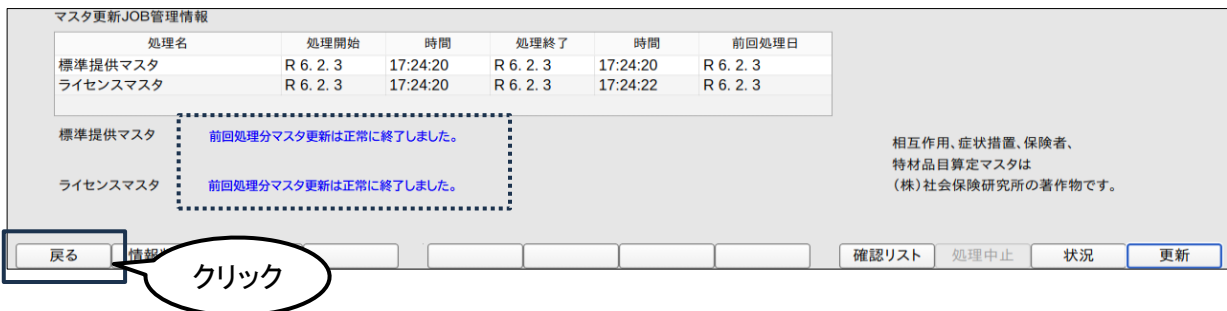 マスタ更新JOB管理情報
処理名 処理開始 時間 処理終了 時間 前回処理日
標準提供マスタ R 6. 2. 3 17:24:20 R 6. 2. 3 17:24:20 R 6. 2. 3
ライセンスマスタ R 6. 2. 3 17:24:20 R 6. 2. 3 17:24:22 R 6. 2. 3
標準提供マスタ 前回処理分マスタ更新は正常に終了しました。
ライセンスマスタ 前回処理分マスタ更新は正常に終了しました。
相互作用、症状措置、保険者、
特材品目算定マスタは
(株)社会保険研究所の著作物です。
戻る 情報 確認リスト 処理中止 状況 更新
クリック